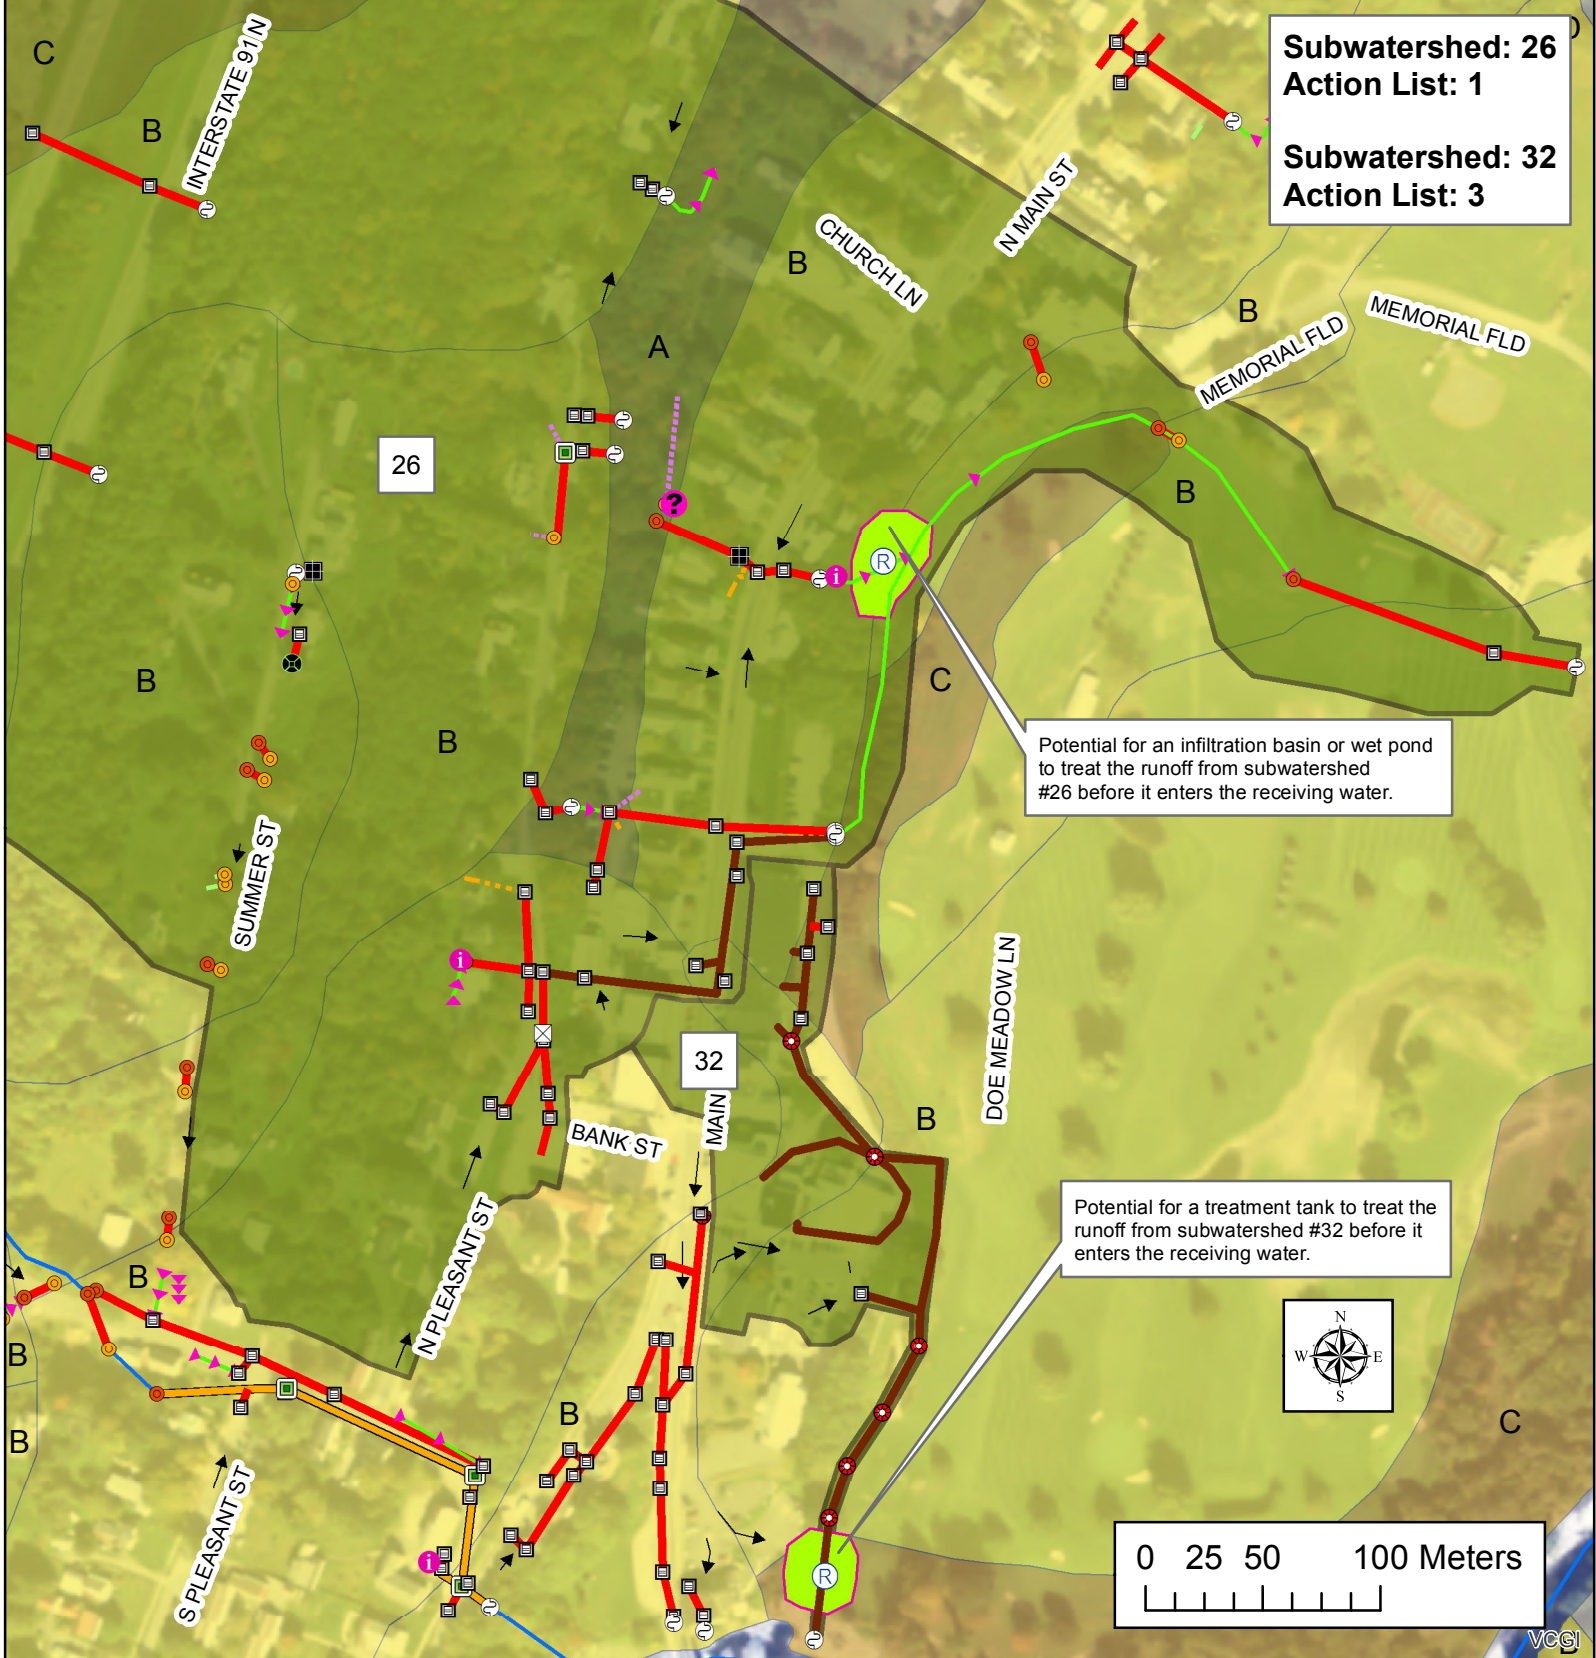 C
INTERSTATE 91 N
B
Subwatershed: 26
Action List: 1
Subwatershed: 32
Action List: 3
N MAIN ST
CHURCH LN
B
B
MEMORIAL FLD
MEMORIAL FLD
A
26
?
B
R
i
B
C
B
Potential for an infiltration basin or wet pond
to treat the runoff from subwatershed
#26 before it enters the receiving water.
SUMMER ST
i
DOE MEADOW LN
32
MAIN
BANK ST
B
N PLEASANT ST
Potential for a treatment tank to treat the
runoff from subwatershed #32 before it
enters the receiving water.
B
B
N
W E
S
B
B
C
S PLEASANT ST
i
R
0 25 50 100 Meters
VCGI